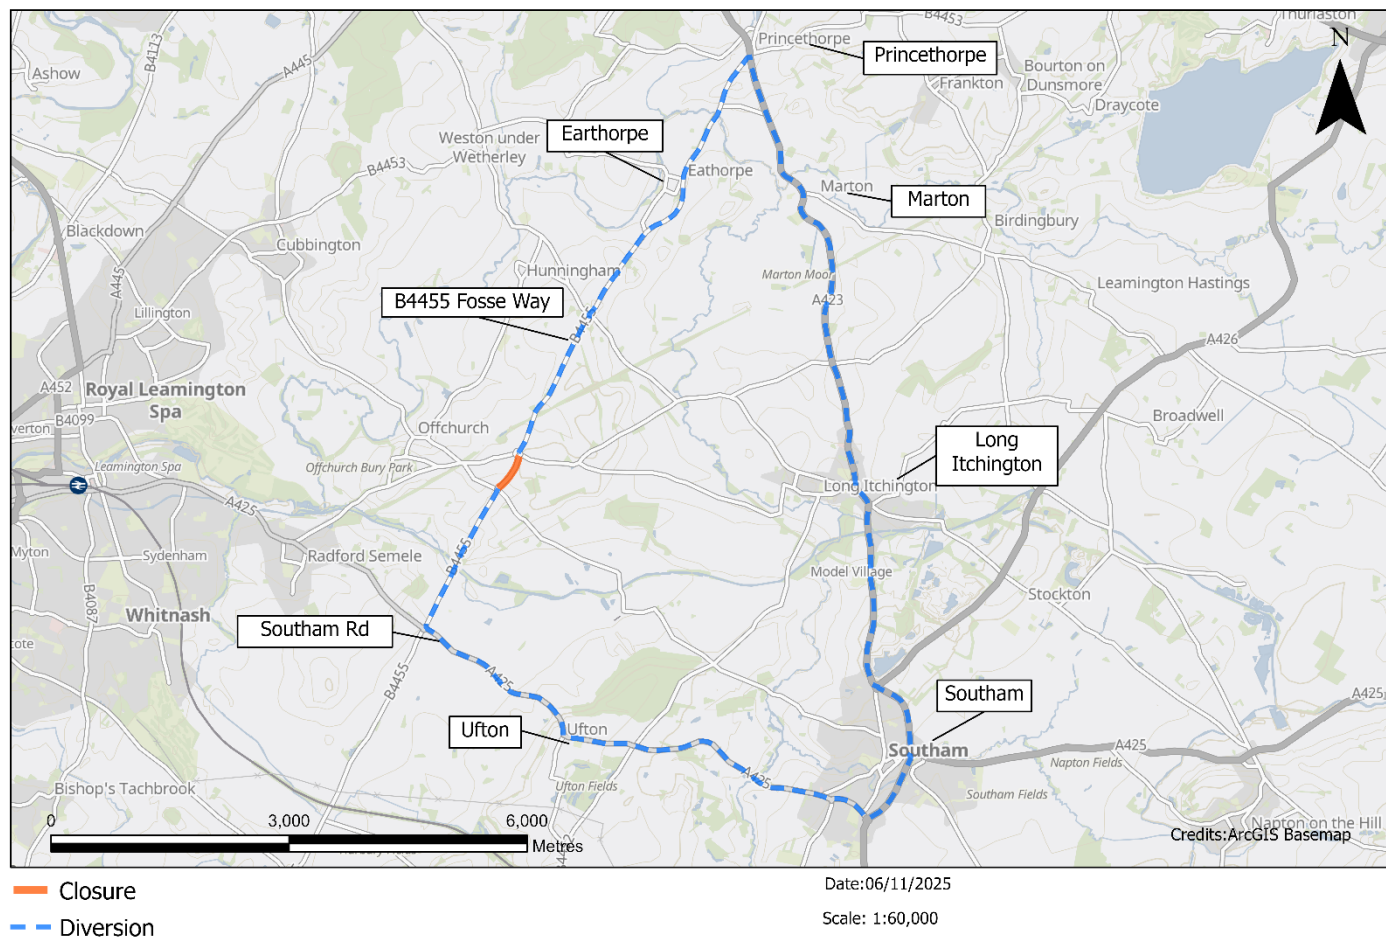 B4453
Thurlaston
Princethorpe
N
B4113
A445
Princethorpe
Ashow
Bourton on
Dunsmore
Frankton
Draycote
Earthorpe
Weston under
Wetherley
B4453
Eathorpe
Marton
Marton
Birdingbury
Blackdown
Cubbington
A445
Hunningham
Marton Moor
Leamington Hastings
B4455 Fosse Way
A423
Lillington
B4455
A426
A452
Royal Leamington
Spa
B4099
Broadwell
Offchurch
Long
Itchington
Leamington Spa
Offchurch Bury Park
Long Itchington
A425
Radford Semele
B4455
Myton
Sydenham
Model Village
Stockton
B4087
Whitnash
Southam Rd
A425
B4455
Southam
A425
Ufton
Ufton
Southam
A425
Napton Fields
Bishop's Tachbrook
Ufton Fields
A425
Southam Fields
0
3,000
6,000
Metres
Napton on the Hill
Credits:ArcGIS Basemap
Closure
Date:06/11/2025
Diversion
Scale: 1:60,000